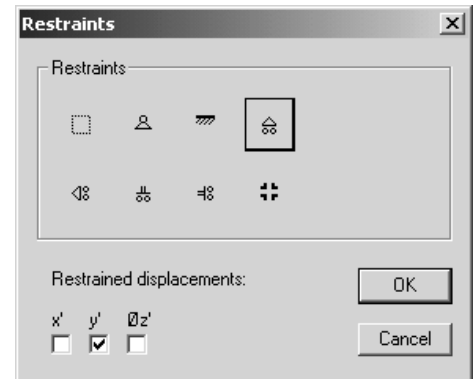 Restraints
Restraints
Restrained displacements:
x' y' Øz'
OK
Cancel